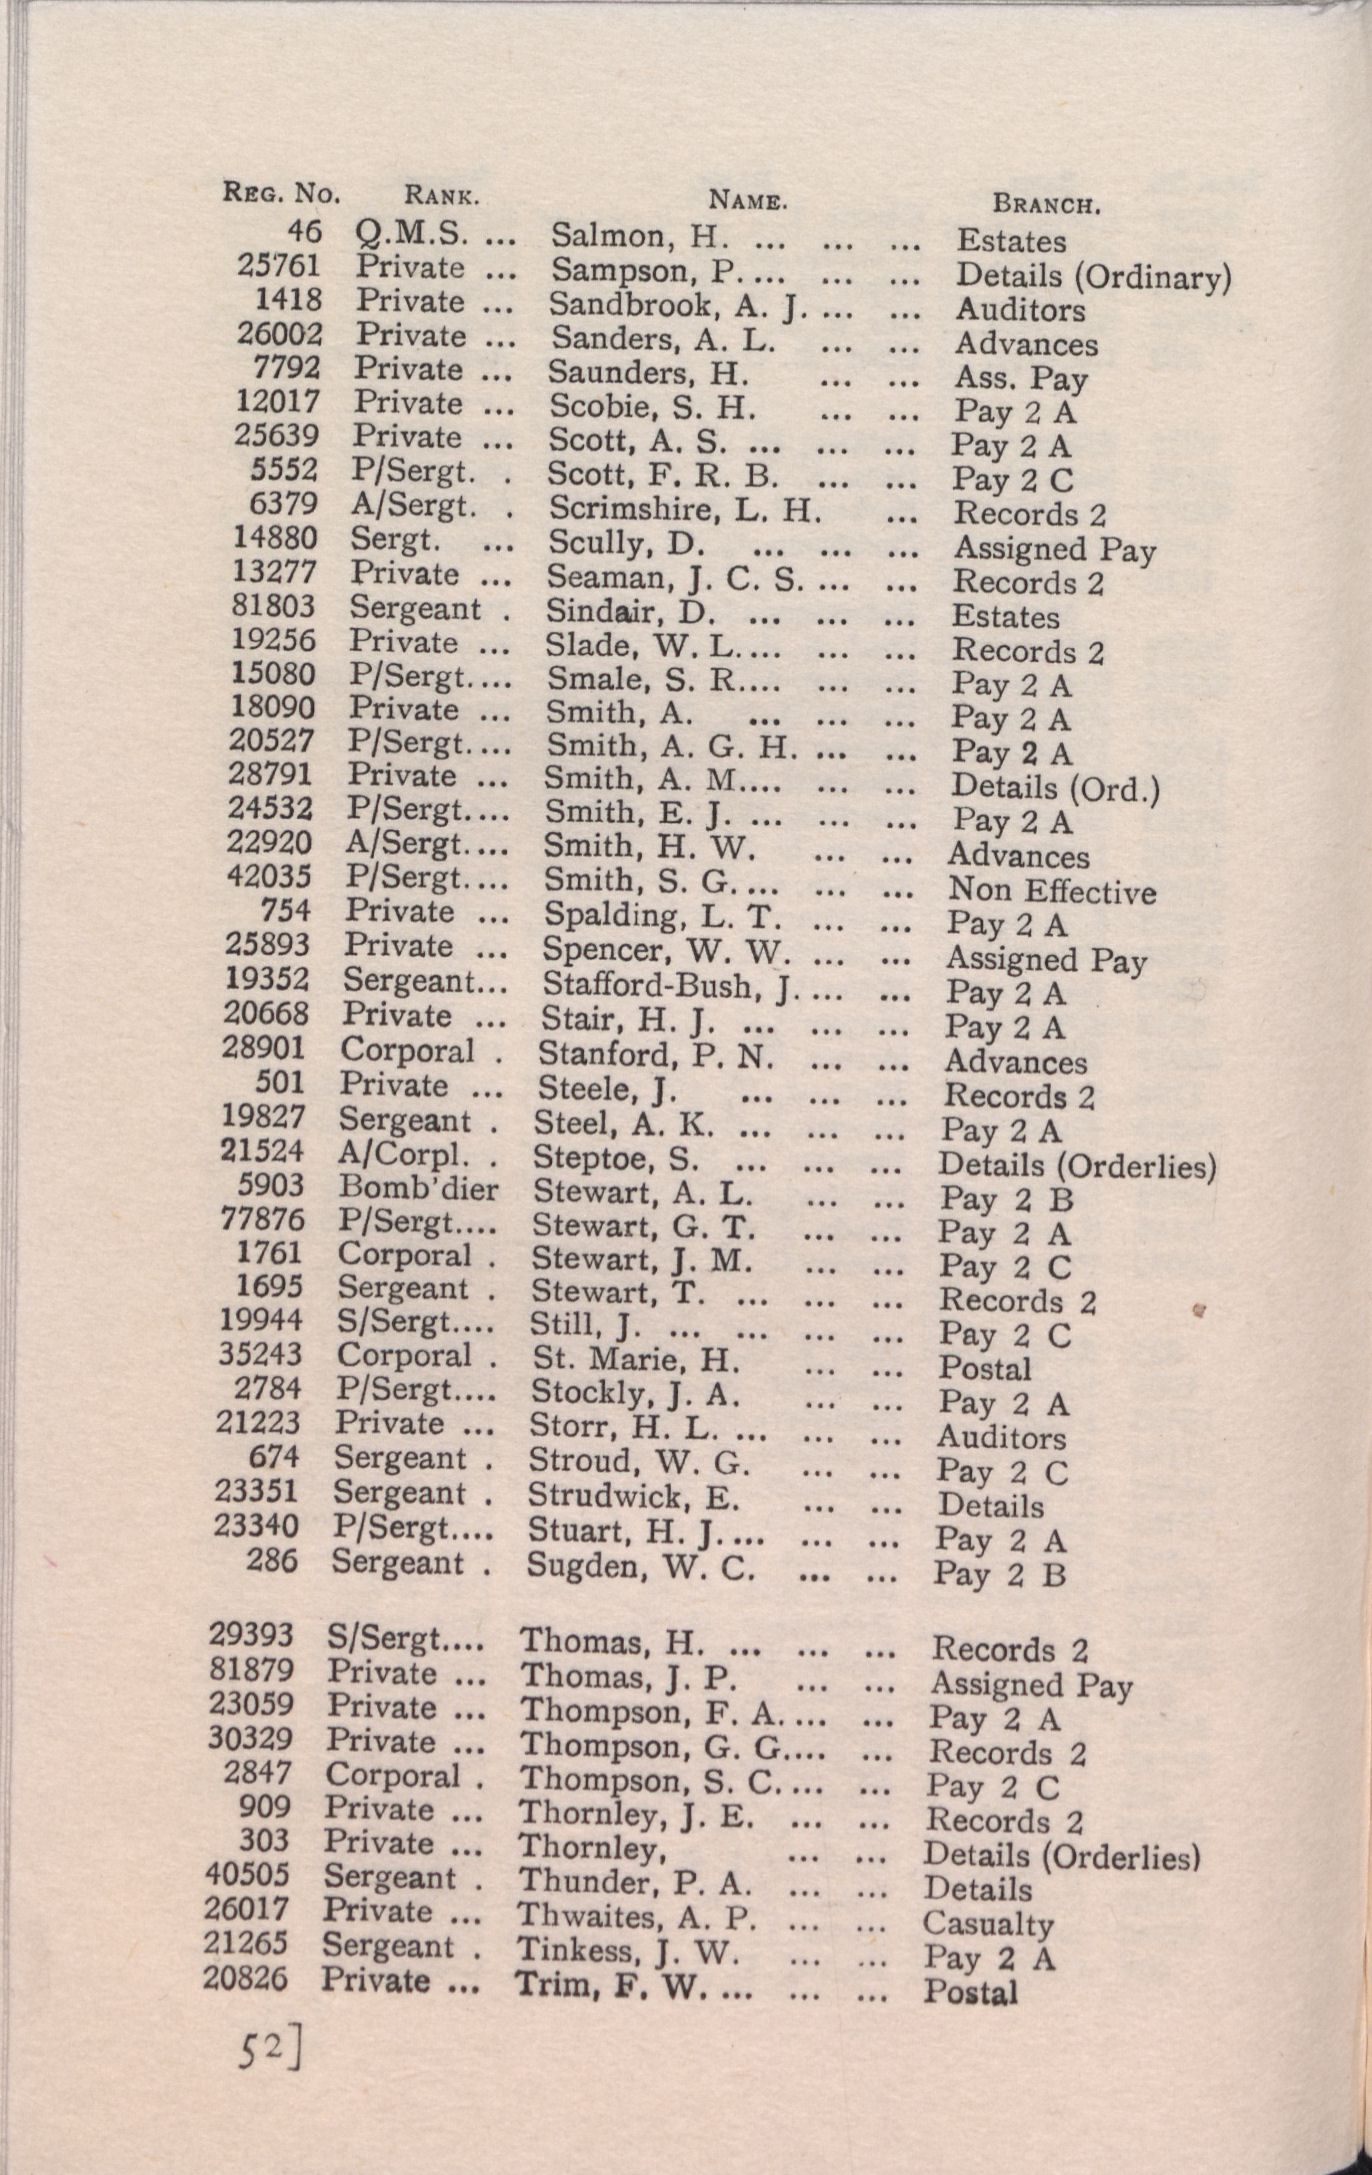 REG. NO. RANK. NAME. BRANCH.
46 Q.M.S. ... Salmon, H. ... ... ... Estates
25761 Private ... Sampson, P. ... ... ... Details (Ordinary)
1418 Private ... Sandbrook, A. J. ... ... Auditors
26002 Private ... Sanders, A. L. ... ... Advances
7792 Private ... Saunders, H. ... ... Ass. Pay
12017 Private ... Scobie, S. H. ... ... Pay 2 A
25639 Private ... Scott, A. S. ... ... ... Pay 2 A
5552 P/Sergt. . Scott, F. R. B. ... ... Pay 2 C
6379 A/Sergt. . Scrimshire, L. H. ... Records 2
14880 Sergt. ... Scully, D. ... ... ... Assigned Pay
13277 Private ... Seaman, J. C. S. ... ... Records 2
81803 Sergeant . Sindair, D. ... ... ... Estates
19256 Private ... Slade, W. L. ... ... ... Records 2
15080 P/Sergt. ... Smale, S. R. ... ... ... Pay 2 A
18090 Private ... Smith, A. ... ... ... Pay 2 A
20527 P/Sergt. ... Smith, A. G. H. ... ... Pay 2 A
28791 Private ... Smith, A. M. ... ... ... Details (Ord.)
24532 P/Sergt. ... Smith, E. J. ... ... ... Pay 2 A
22920 A/Sergt. ... Smith, H. W. ... ... Advances
42035 P/Sergt. ... Smith, S. G. ... ... ... Non Effective
754 Private ... Spalding, L. T. ... ... Pay 2 A
25893 Private ... Spencer, W. W. ... ... Assigned Pay
19352 Sergeant... Stafford-Bush, J. ... ... Pay 2 A
20668 Private ... Stair, H. J. ... ... ... Pay 2 A
28901 Corporal . Stanford, P. N. ... ... Advances
501 Private ... Steele, J. ... ... ... Records 2
19827 Sergeant . Steel, A. K. ... ... ... Pay 2 A
21524 A/Corpl. . Steptoe, S. ... ... ... Details (Orderlies)
5903 Bomb'dier Stewart, A. L. ... ... Pay 2 B
77876 P/Sergt. ... Stewart, G. T. ... ... Pay 2 A
1761 Corporal . Stewart, J. M. ... ... Pay 2 C
1695 Sergeant . Stewart, T. ... ... ... Records 2
19944 S/Sergt. ... Still, J. ... ... ... ... Pay 2 C
35243 Corporal . St. Marie, H. ... ... Postal
2784 P/Sergt. ... Stockly, J. A. ... ... Pay 2 A
21223 Private ... Storr, H. L. ... ... ... Auditors
674 Sergeant . Stroud, W. G. ... ... Pay 2 C
23351 Sergeant . Strudwick, E. ... ... Details
23340 P/Sergt. ... Stuart, H. J. ... ... ... Pay 2 A
286 Sergeant . Sugden, W. C. ... ... Pay 2 B
29393 S/Sergt. ... Thomas, H. ... ... ... Records 2
81879 Private ... Thomas, J. P. ... ... Assigned Pay
23059 Private ... Thompson, F. A. ... ... Pay 2 A
30329 Private ... Thompson, G. G. ... ... Records 2
2847 Corporal . Thompson, S. C. ... ... Pay 2 C
909 Private ... Thornley, J. E. ... ... Records 2
303 Private ... Thornley, ... ... Details (Orderlies)
40505 Sergeant . Thunder, P. A. ... ... Details
26017 Private ... Thwaites, A. P. ... ... Casualty
21265 Sergeant . Tinkess, J. W. ... ... Pay 2 A
20826 Private ... Trim, F. W. ... ... ... Postal
52]